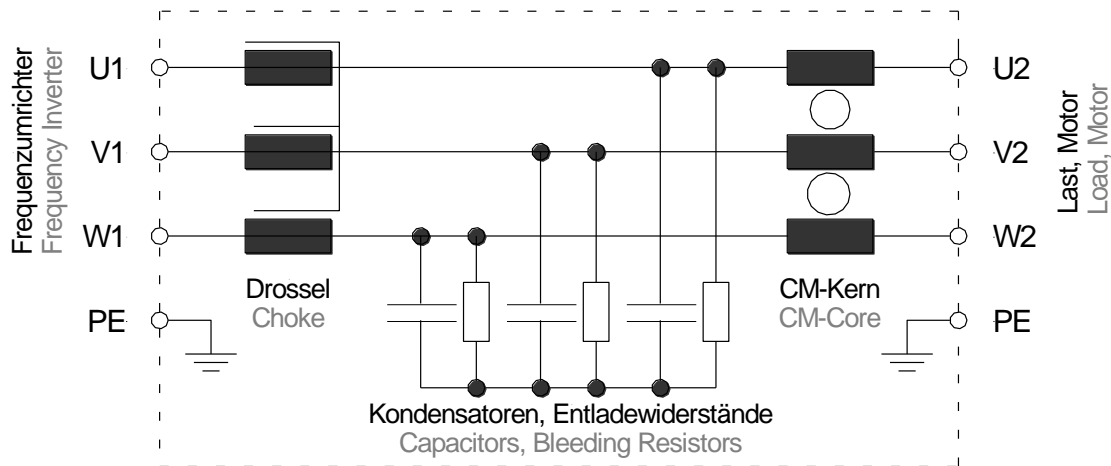 Frequenzumrichter
Frequency Inverter
U1
V1
W1
PE
Drossel
Choke
Kondensatoren, Entladewiderstände
Capacitors, Bleeding Resistors
CM-Kern
CM-Core
U2
V2
W2
PE
Last, Motor
Load, Motor